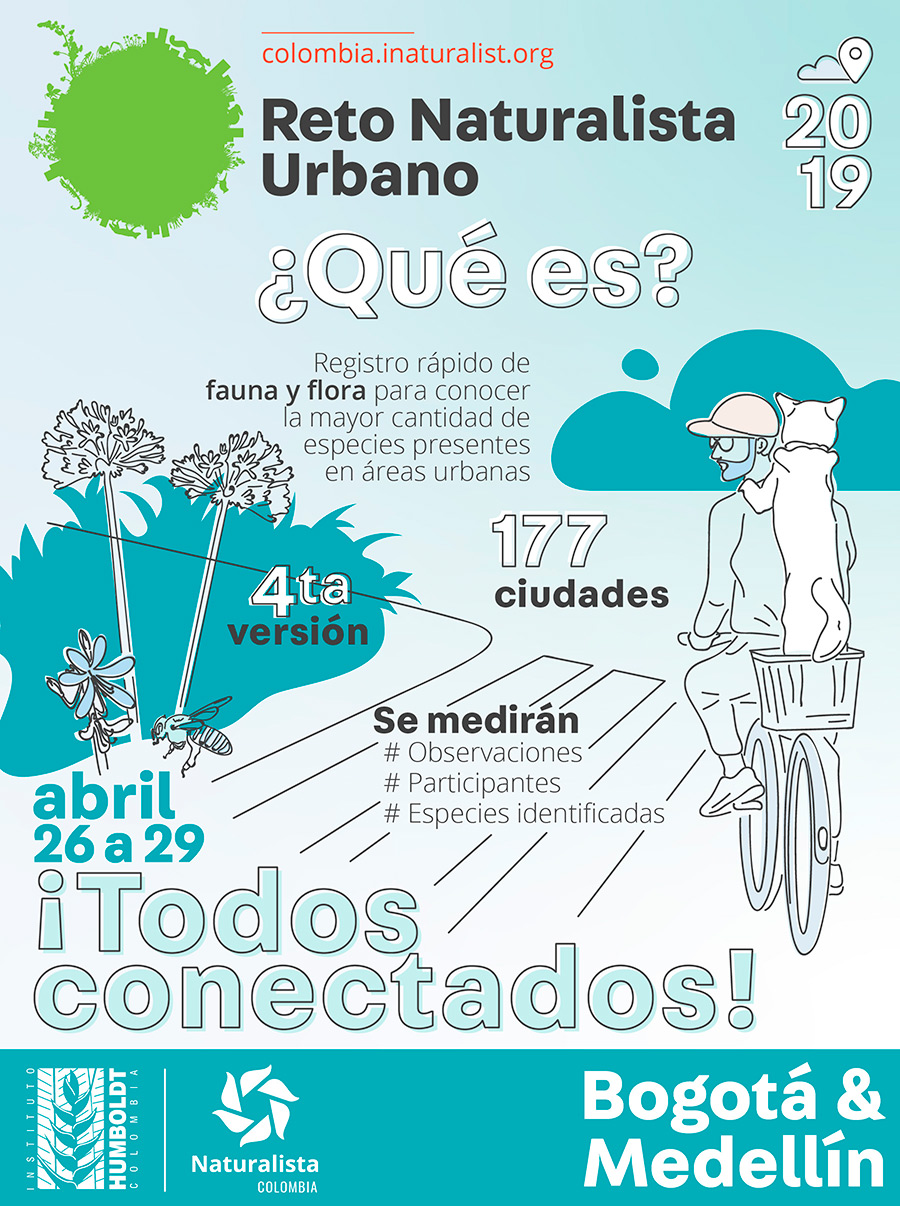 colombia.inaturalist.org
Reto Naturalista
Urbano
20
19
¿Qué es?
Registro rápido de
fauna y flora para conocer
la mayor cantidad de
especies presentes
en áreas urbanas
177
ciudades
4ta
versión
Se medirán
# Observaciones
# Participantes
# Especies identificadas
abril
26 a 29
¡Todos
conectados!
INSTITUTO
HUMBOLDT
COLOMBIA
Naturalista
COLOMBIA
Bogotá &
Medellín